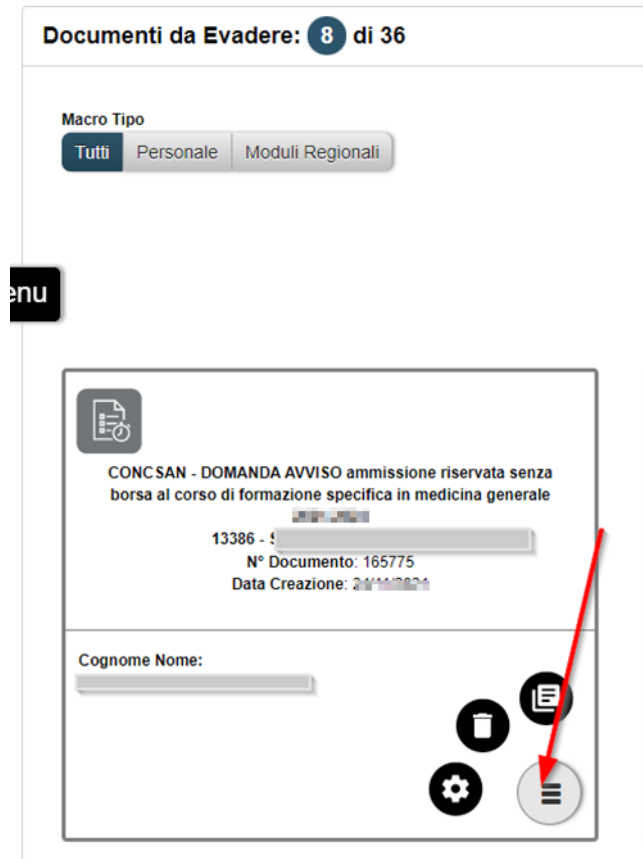 Documenti da Evadere: 8 di 36
Macro Tipo
Tutti Personale Moduli Regionali
enu
CONCSAN - DOMANDA AVVISO ammissione riservata senza
borsa al corso di formazione specifica in medicina generale
13386 -
N° Documento: 165775
Data Creazione:
Cognome Nome: